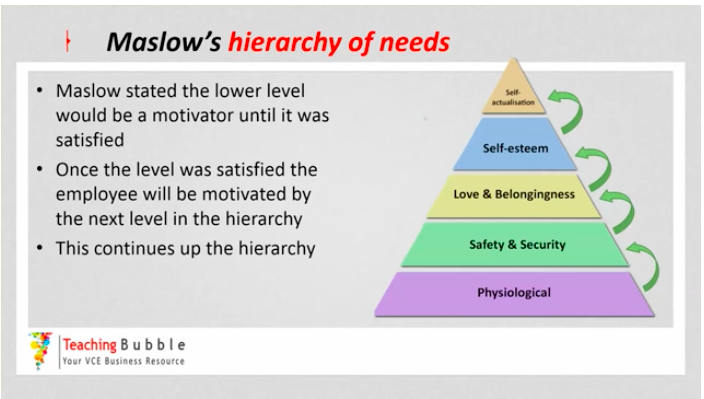 Maslow's hierarchy of needs
• Maslow stated the lower level
would be a motivator until it was
satisfied
• Once the level was satisfied the
employee will be motivated by
the next level in the hierarchy
• This continues up the hierarchy
Self-
actualisation
Self-esteem
Love & Belongingness
Safety & Security
Physiological
Teaching Bubble
Your VCE Business Resource